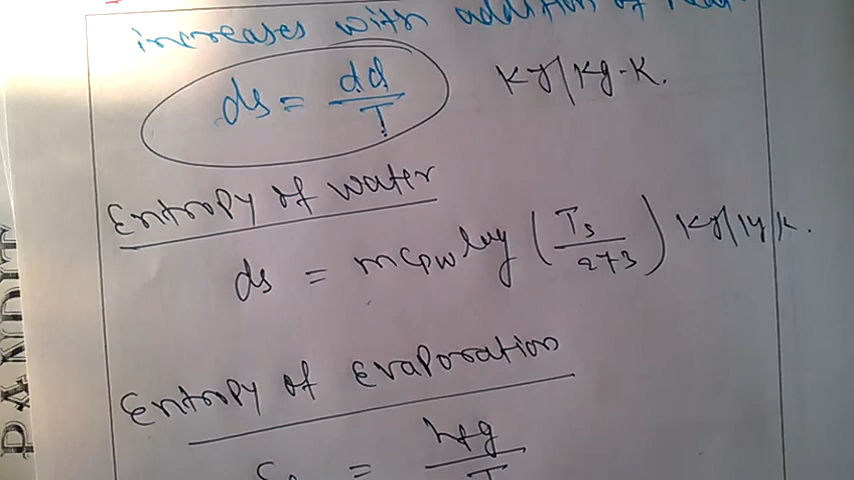 increases with addition of heat
ds = dQ / T KJ/Kg-K.
Entropy of water
ds = mcpw log (Ts / 273) KJ/kg K.
Entropy of Evaporation
= hfg / T
PANDIT